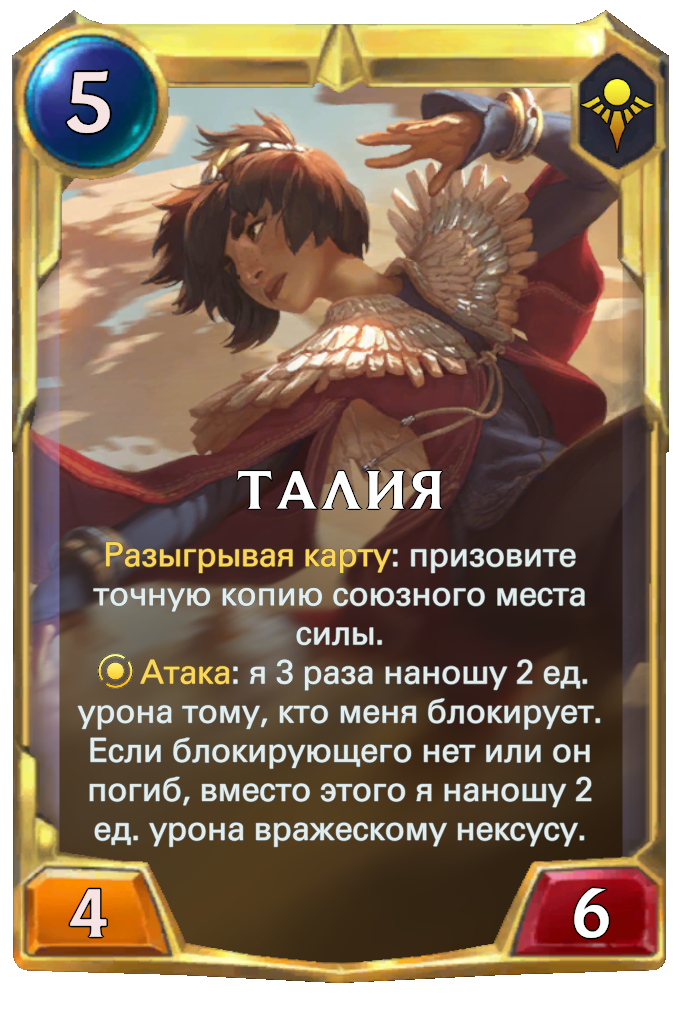 5
ТАЛИЯ
Разыгрывая карту: призовите
точную копию союзного места
силы.
Атака: я 3 раза наношу 2 ед.
урона тому, кто меня блокирует.
Если блокирующего нет или он
погиб, вместо этого я наношу 2
ед. урона вражескому нексусу.
4
6